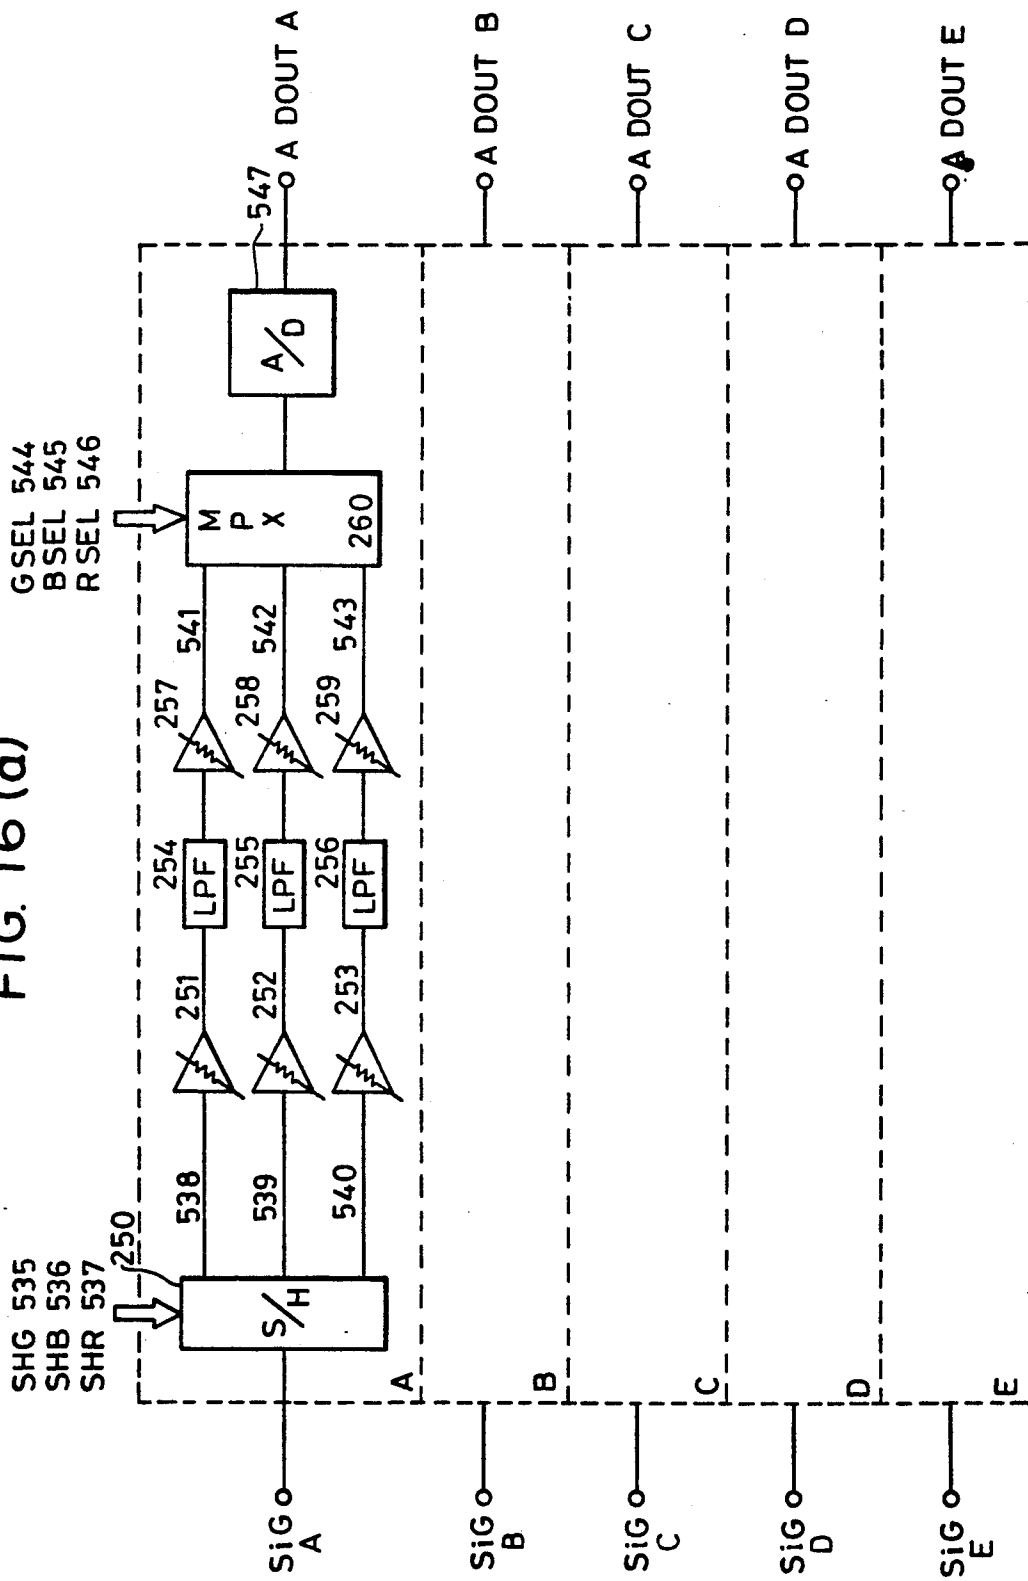 FIG. 16 (a)
SHG 535
SHB 536
SHR 537
250
GSEL 544
BSEL 545
RSEL 546
SiG
A
S/H
538
539
540
251
252
253
254
LPF
255
LPF
256
LPF
257
258
259
541
542
543
M
P
X
260
A/D
547
A DOUT A
A
SiG
B
B
A DOUT B
SiG
C
C
A DOUT C
SiG
D
D
A DOUT D
SiG
E
E
A DOUT E